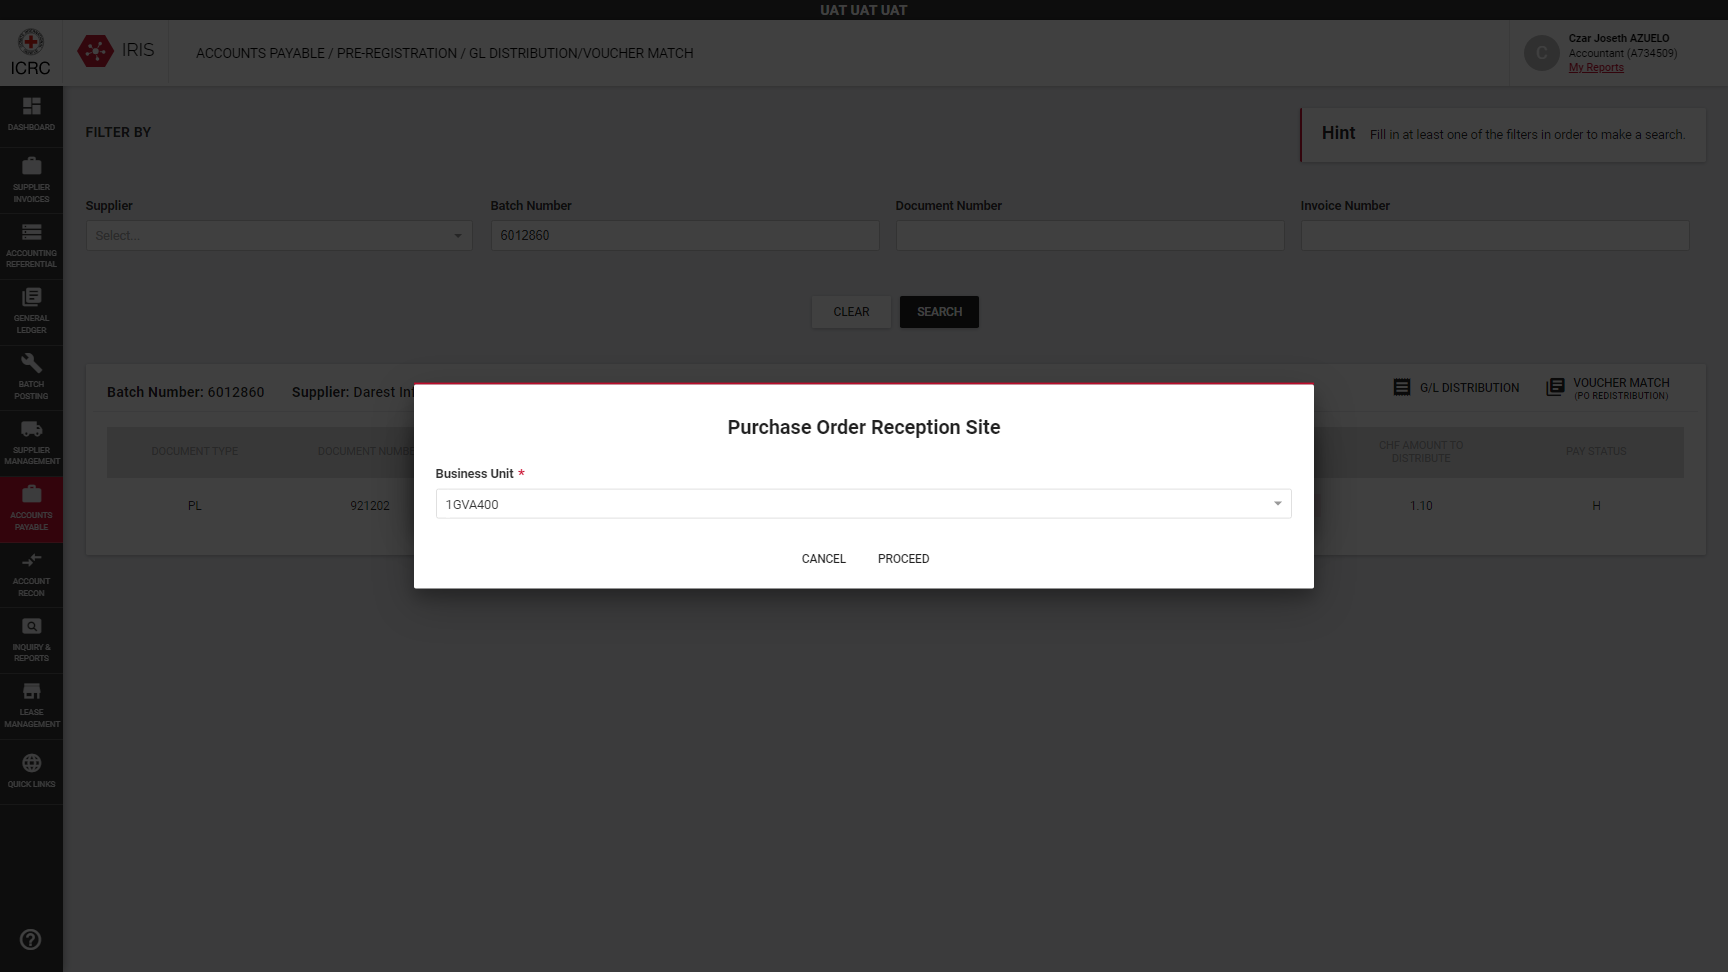 UAT UAT UAT
ICRC
IRIS
ACCOUNTS PAYABLE / PRE-REGISTRATION / GL DISTRIBUTION/VOUCHER MATCH
C
Czar Joseth AZUELO
Accountant (A734509)
My Reports
DASHBOARD
SUPPLIER
INVOICES
ACCOUNTING
REFERENTIAL
GENERAL
LEDGER
BATCH
POSTING
SUPPLIER
MANAGEMENT
ACCOUNTS
PAYABLE
ACCOUNT
RECON
INQUIRY &
REPORTS
LEASE
MANAGEMENT
QUICK LINKS
FILTER BY
Hint Fill in at least one of the filters in order to make a search.
Supplier
Select...
Batch Number
6012860
Document Number
Invoice Number
CLEAR
SEARCH
Batch Number: 6012860 Supplier: Darest
G/L DISTRIBUTION
VOUCHER MATCH
(PO REDISTRIBUTION)
DOCUMENT TYPE
DOCUMENT
CHF AMOUNT TO
DISTRIBUTE
PAY STATUS
PL
921202
1.10
H
Purchase Order Reception Site
Business Unit *
1GVA400
CANCEL
PROCEED